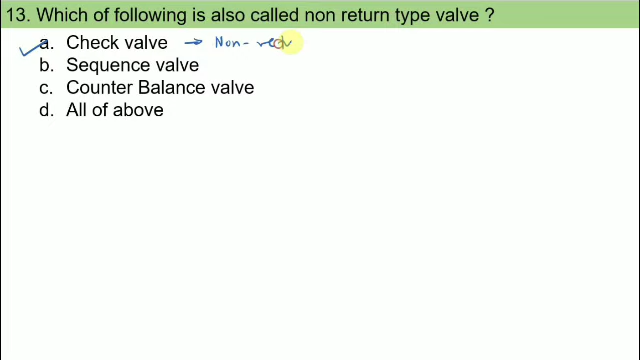 13. Which of following is also called non return type valve ?
a. Check valve → Non-
b. Sequence valve
c. Counter Balance valve
d. All of above